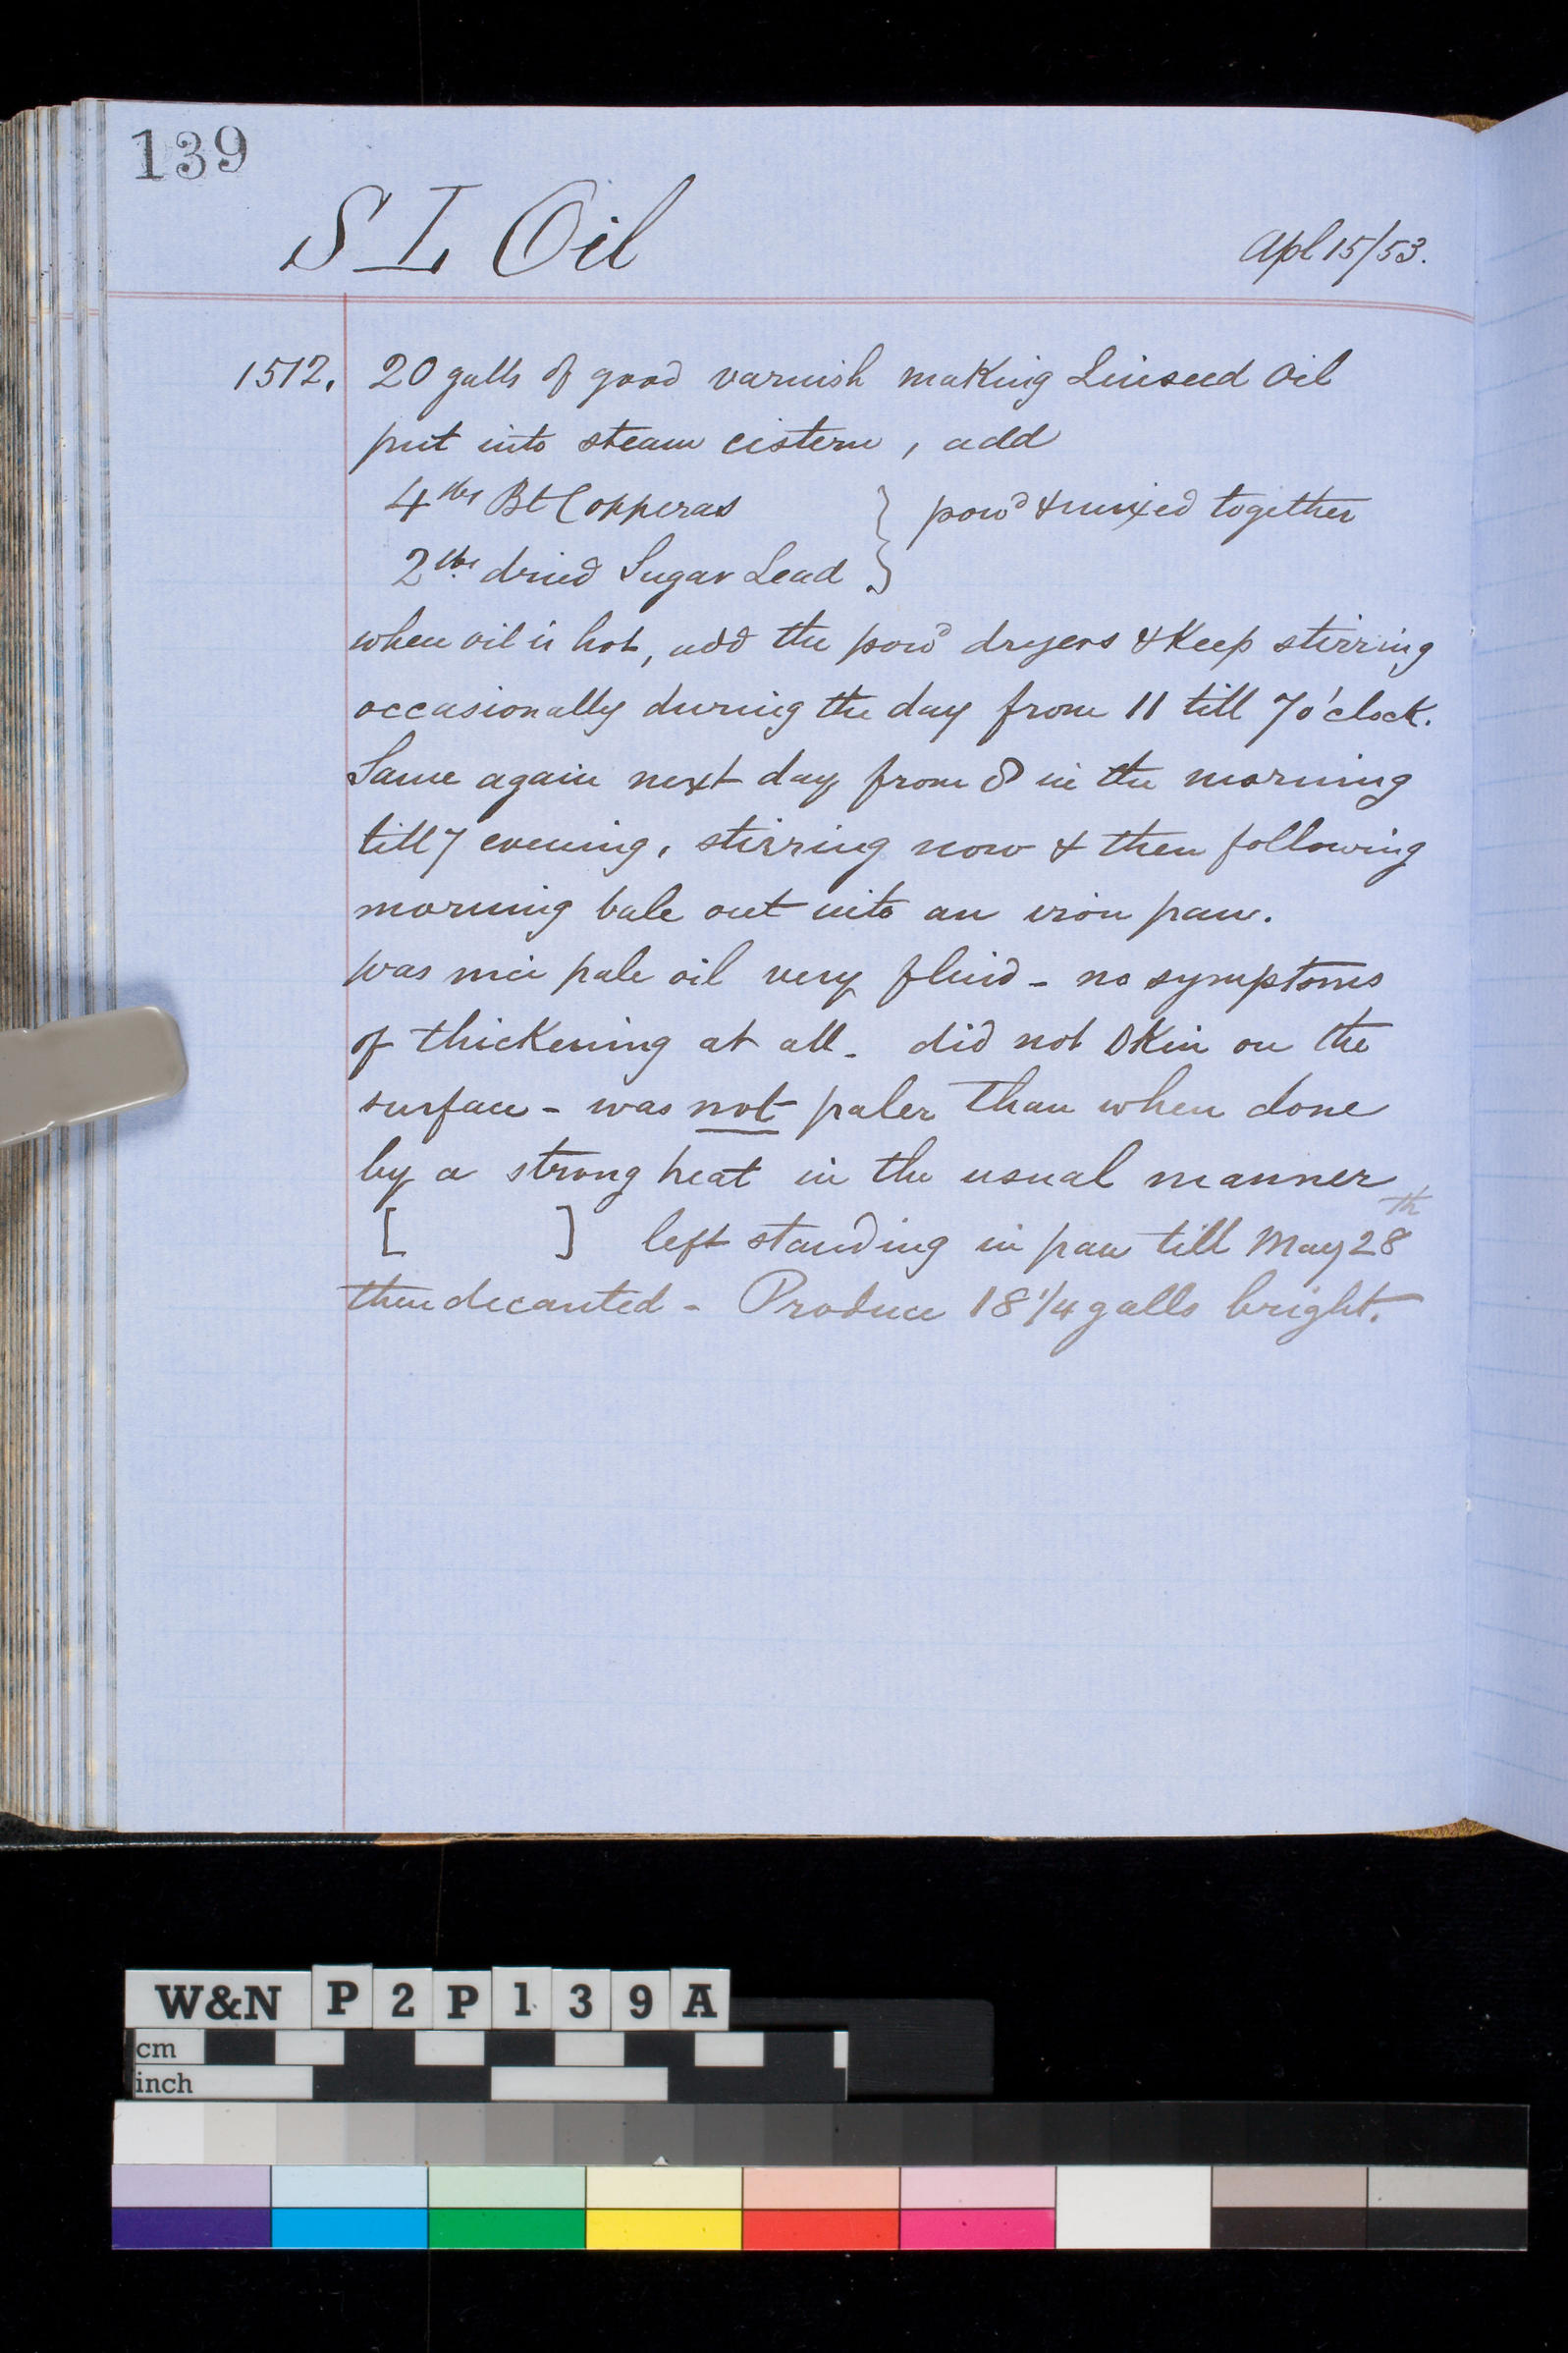 139
S L Oil
Apl 15/53.
1512. 20 galls of good varnish making Linseed Oil
put into steam cistern, add
4 lbs Bt Copperas } powd & mixed together
2 lbs dried Sugar Lead }
when oil is hot, add the powd dryers & Keep stirring
occasionally during the day from 11 till 7 o'clock.
Same again next day from 8 in the morning
till 7 evening, stirring now & then following
morning bale out into an iron pan.
was nice pale oil very fluid - no symptoms
of thickening at all - did not skin on the
surface - was not paler than when done
by a strong heat in the usual manner
[ ] left standing in pan till May 28th
then decanted - Produce 18 1/4 galls bright.
W&N P2P139A
cm
inch